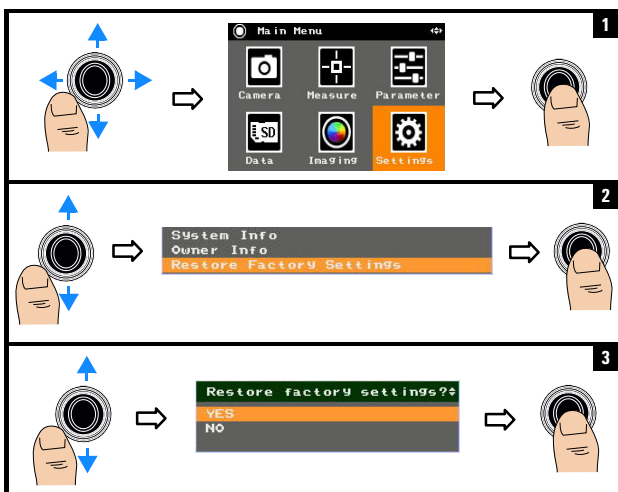 1
Main Menu
Camera Measure Parameter
Data Imaging Settings
2
System Info
Owner Info
Restore Factory Settings
3
Restore factory settings?
YES
NO